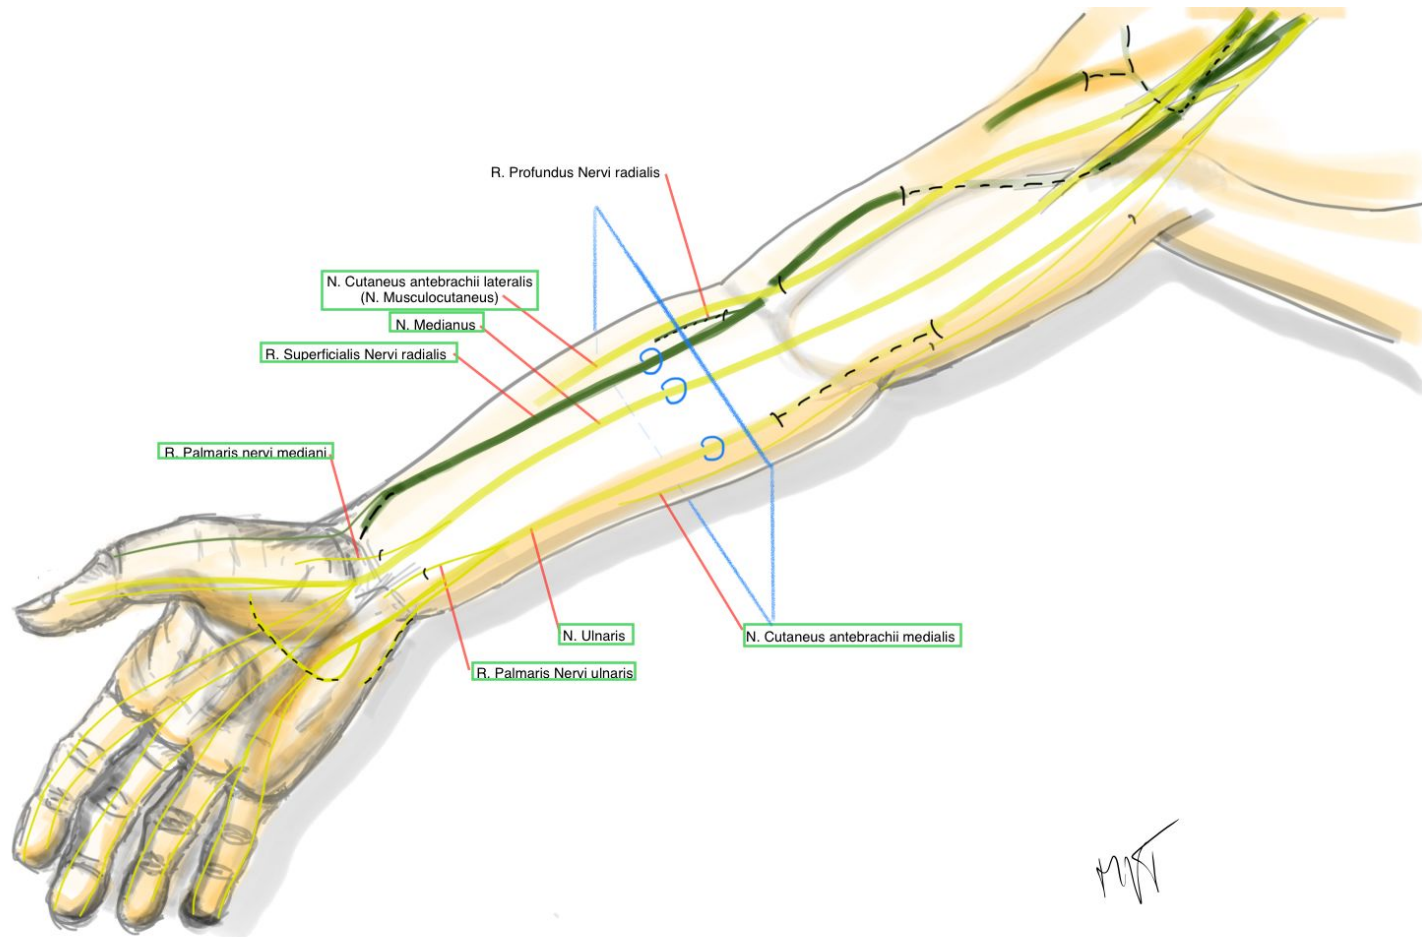 R. Profundus Nervi radialis
N. Cutaneus antebrachii lateralis
(N. Musculocutaneus)
N. Medianus
R. Superficialis Nervi radialis
R. Palmaris nervi mediani
N. Ulnaris
N. Cutaneus antebrachii medialis
R. Palmaris Nervi ulnaris